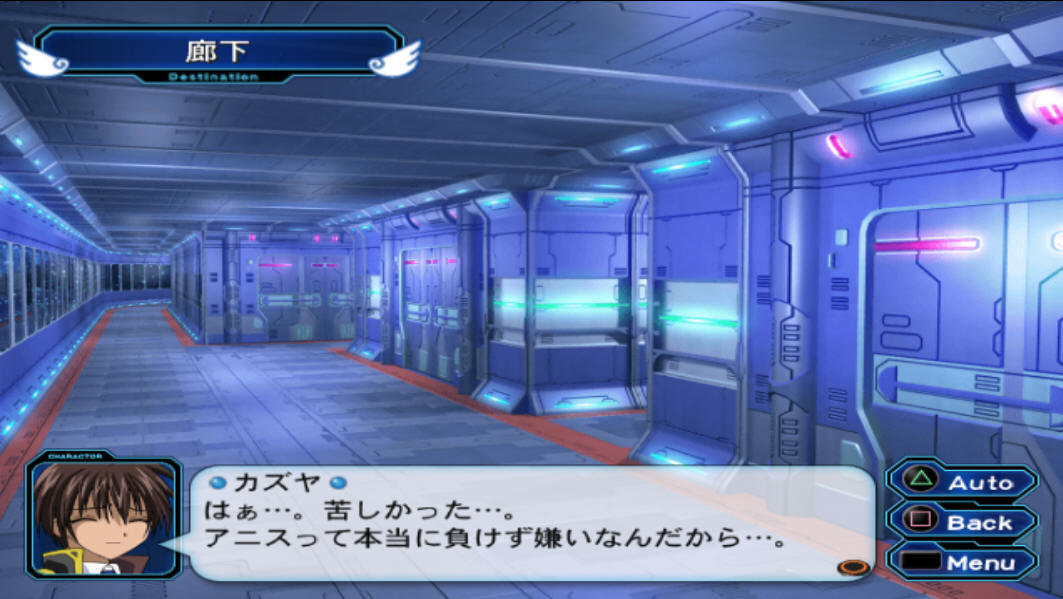 廊下
Destination
CHARACTOR
カズヤ
はぁ…。苦しかった…。
アニスって本当に負けず嫌いなんだから…。
Auto
Back
Menu